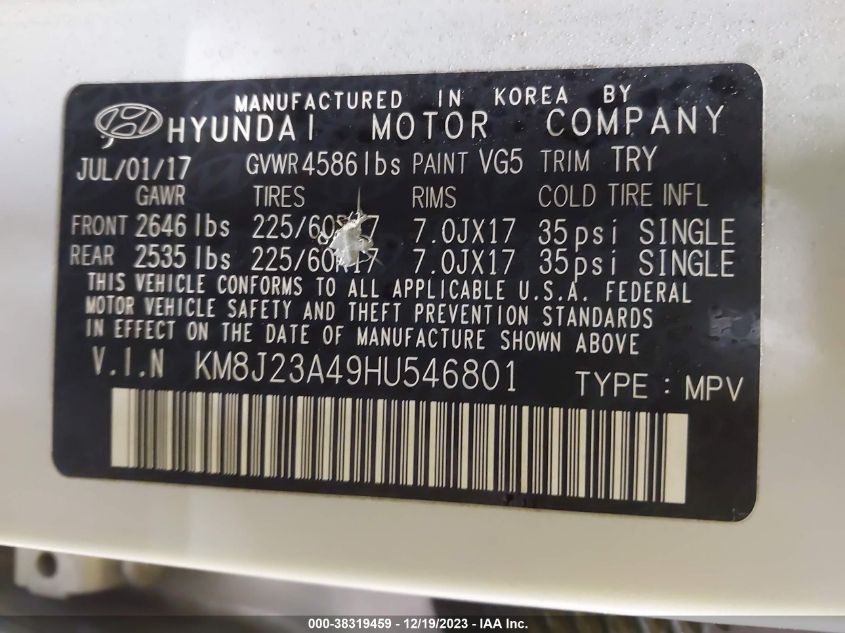 MANUFACTURED IN KOREA BY
HYUNDAI MOTOR COMPANY
JUL/01/17 GVWR 4586lbs PAINT VG5 TRIM TRY
GAWR TIRES RIMS COLD TIRE INFL
FRONT 2646 lbs 7.0JX17 35psi SINGLE
REAR 2535 lbs 225/60R17 7.0JX17 35psi SINGLE
THIS VEHICLE CONFORMS TO ALL APPLICABLE U.S.A. FEDERAL
MOTOR VEHICLE SAFETY AND THEFT PREVENTION STANDARDS
IN EFFECT ON THE DATE OF MANUFACTURE SHOWN ABOVE
V.I.N KM8J23A49HU546801 TYPE : MPV
000-38319459 - 12/19/2023 - IAA Inc.